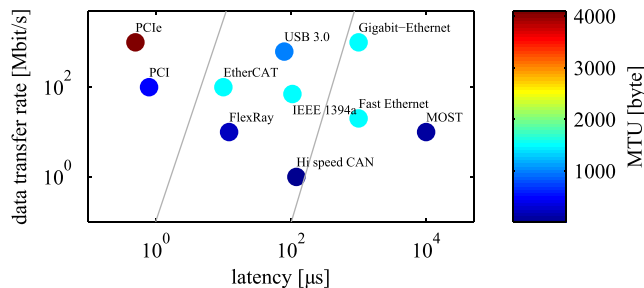 PCIe
USB 3.0
Gigabit−Ethernet
PCI
EtherCAT
IEEE 1394a
Fast Ethernet
FlexRay
MOST
Hi speed CAN
data transfer rate [Mbit/s]
10^2
10^0
10^0
10^2
10^4
latency [µs]
4000
3000
2000
1000
MTU [byte]